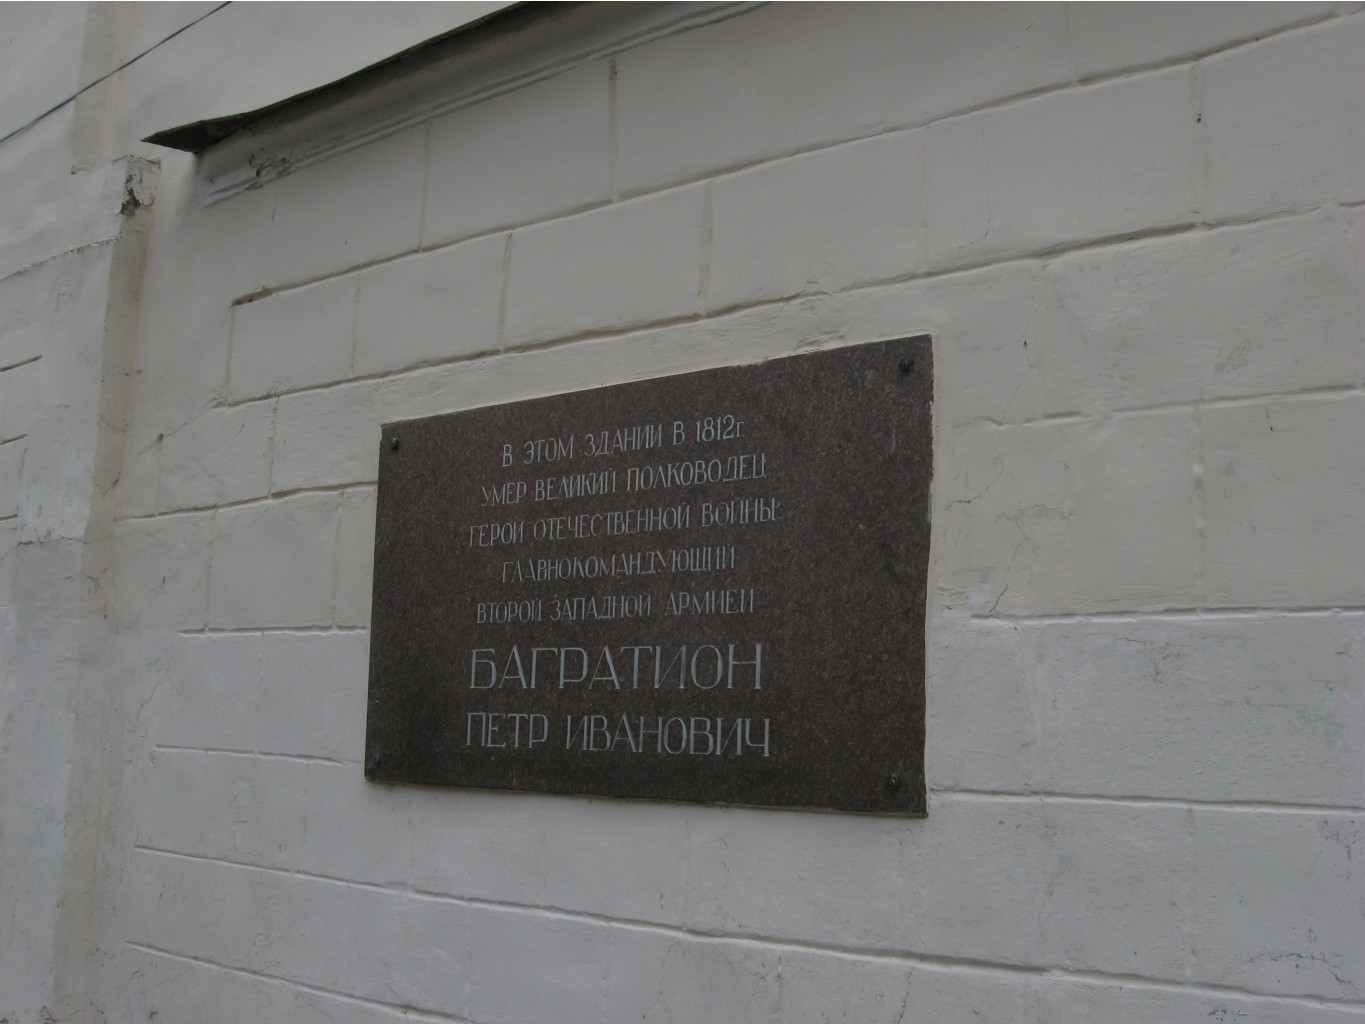 В ЭТОМ ЗДАНИИ В 1812г.
УМЕР ВЕЛИКИЙ ПОЛКОВОДЕЦ
ГЕРОЙ ОТЕЧЕСТВЕННОЙ ВОЙНЫ
ГЛАВНОКОМАНДУЮЩИЙ
ВТОРОЙ ЗАПАДНОЙ АРМИЕЙ
БАГРАТИОН
ПЕТР ИВАНОВИЧ